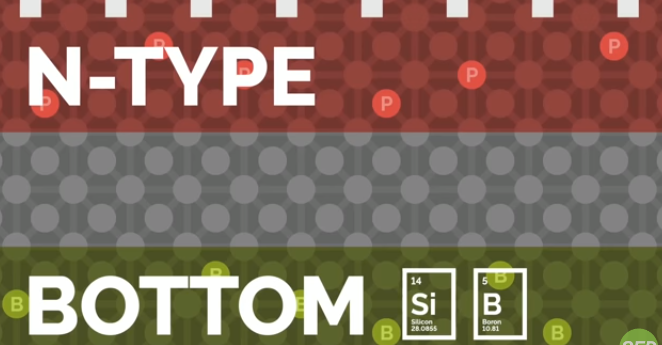 P
P
N-TYPE
P
P
P
P
B
B
BOTTOM
B
B
B
B
14
Si
Silicon
28.0855
5
B
Boron
10.81